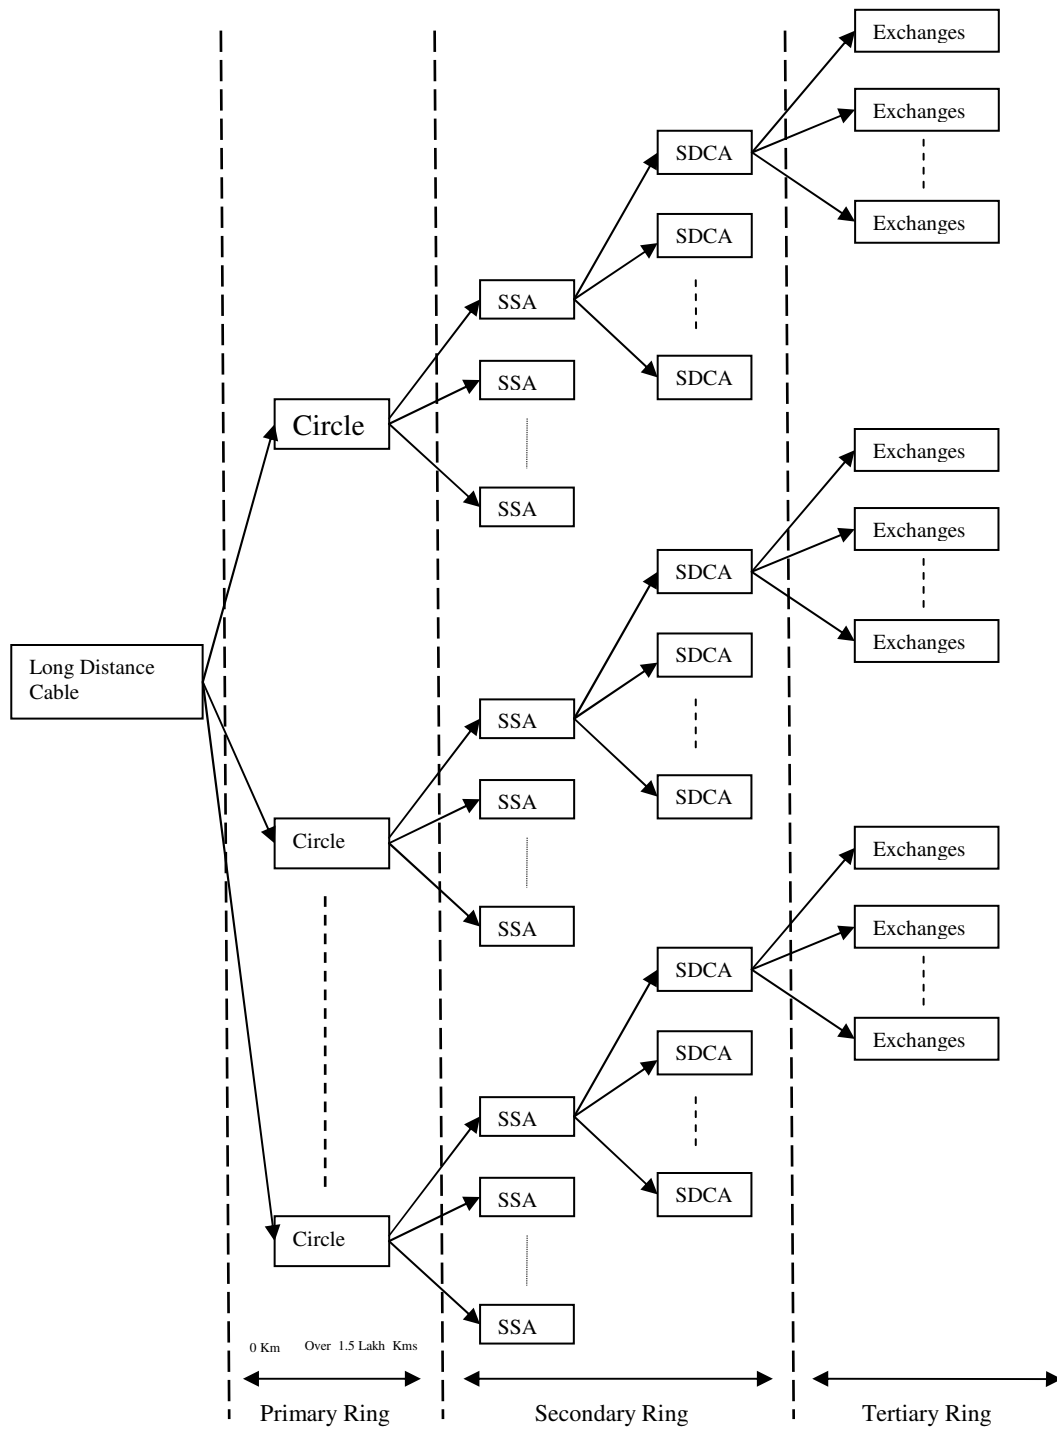 Exchanges
Exchanges
SDCA
Exchanges
SDCA
SSA
SDCA
SSA
Circle
Exchanges
SSA
Exchanges
SDCA
Exchanges
SDCA
Long Distance
Cable
SSA
SDCA
SSA
Circle
Exchanges
SSA
Exchanges
SDCA
Exchanges
SDCA
SSA
SDCA
SSA
Circle
SSA
0 Km Over 1.5 Lakh Kms
Primary Ring Secondary Ring Tertiary Ring